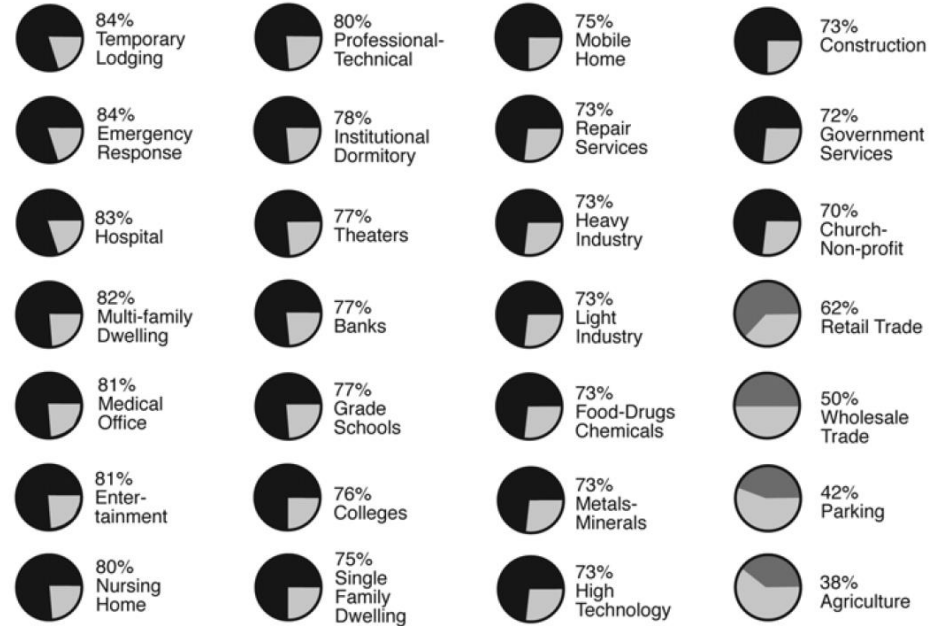 84%
Temporary
Lodging
84%
Emergency
Response
83%
Hospital
82%
Multi-family
Dwelling
81%
Medical
Office
81%
Enter-
tainment
80%
Nursing
Home
80%
Professional-
Technical
78%
Institutional
Dormitory
77%
Theaters
77%
Banks
77%
Grade
Schools
76%
Colleges
75%
Single
Family
Dwelling
75%
Mobile
Home
73%
Repair
Services
73%
Heavy
Industry
73%
Light
Industry
73%
Food-Drugs
Chemicals
73%
Metals-
Minerals
73%
High
Technology
73%
Construction
72%
Government
Services
70%
Church-
Non-profit
62%
Retail Trade
50%
Wholesale
Trade
42%
Parking
38%
Agriculture